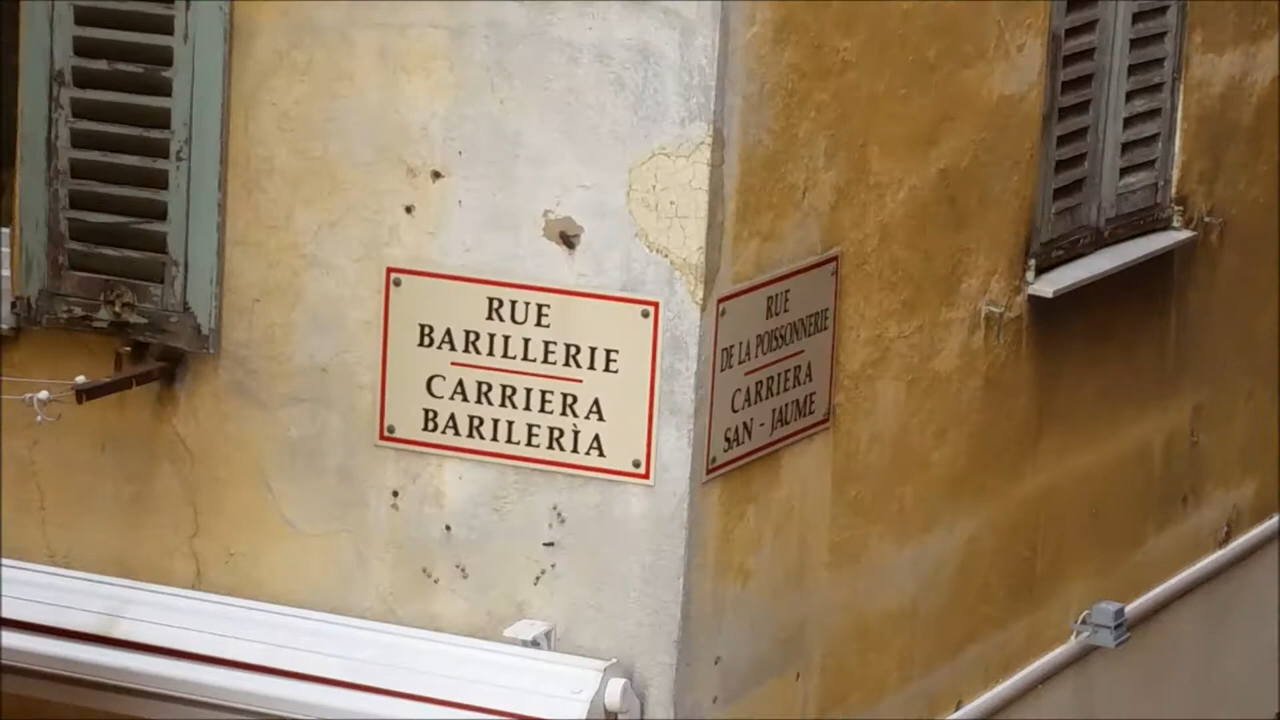 RUE
BARILLERIE
CARRIERA
BARILERÌA
RUE
DE LA POISSONNERIE
CARRIERA
SAN - JAUME